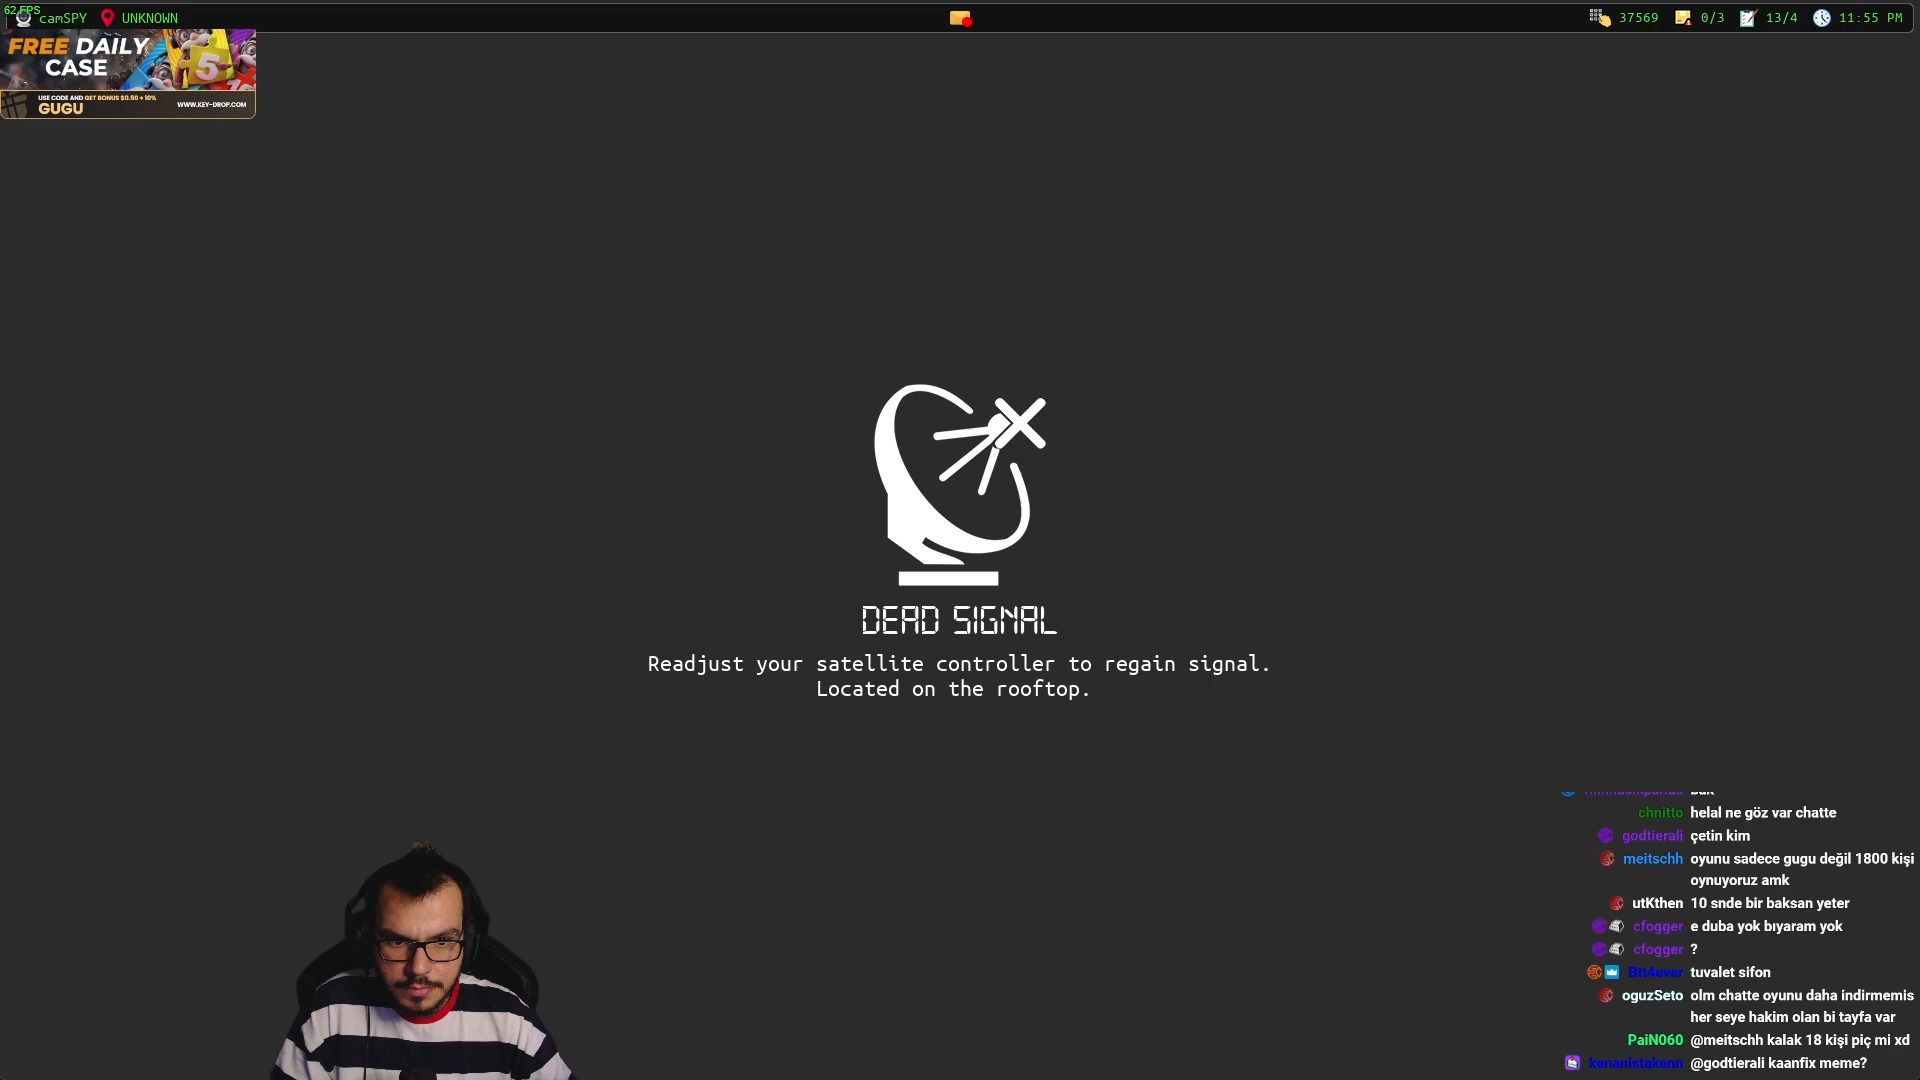 62 FPS
camSPY UNKNOWN
37569 0/3 13/4 11:55 PM
FREE DAILY
CASE
5
USE CODE AND GET BONUS $0.50 + 10%
GUGU
WWW.KEY-DROP.COM
DEAD SIGNAL
Readjust your satellite controller to regain signal.
Located on the rooftop.
chnitto helal ne göz var chatte
godtierali çetin kim
meitschh oyunu sadece gugu değil 1800 kişi
oynuyoruz amk
utKthen 10 snde bir baksan yeter
cfogger e duba yok bıyaram yok
cfogger ?
Btt4ever tuvalet sifon
oguzSeto olm chatte oyunu daha indirmemis
her seye hakim olan bi tayfa var
PaiN060 @meitschh kalak 18 kişi piç mi xd
kenanistakenn @godtierali kaanfix meme?